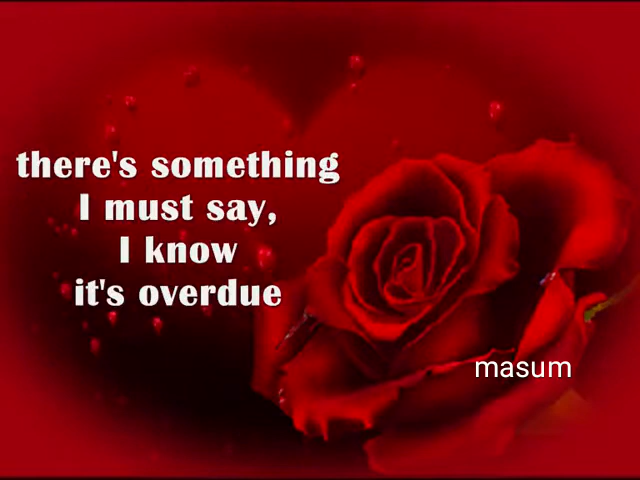 there's something
I must say,
I know
it's overdue
masum